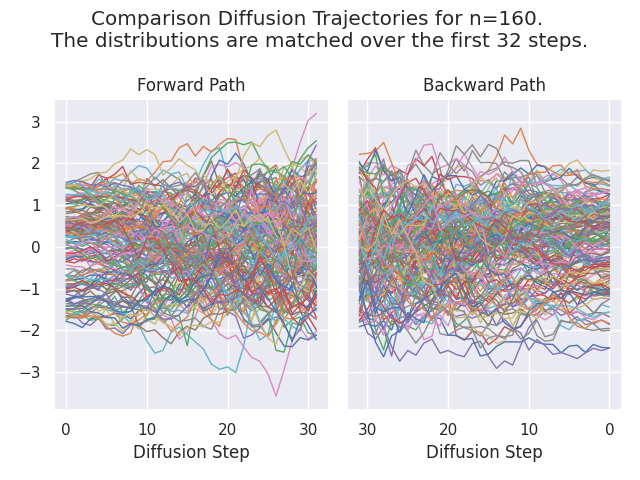 Comparison Diffusion Trajectories for n=160.
The distributions are matched over the first 32 steps.
Forward Path
Backward Path
3
2
1
0
−1
−2
−3
0 10 20 30
30 20 10 0
Diffusion Step
Diffusion Step